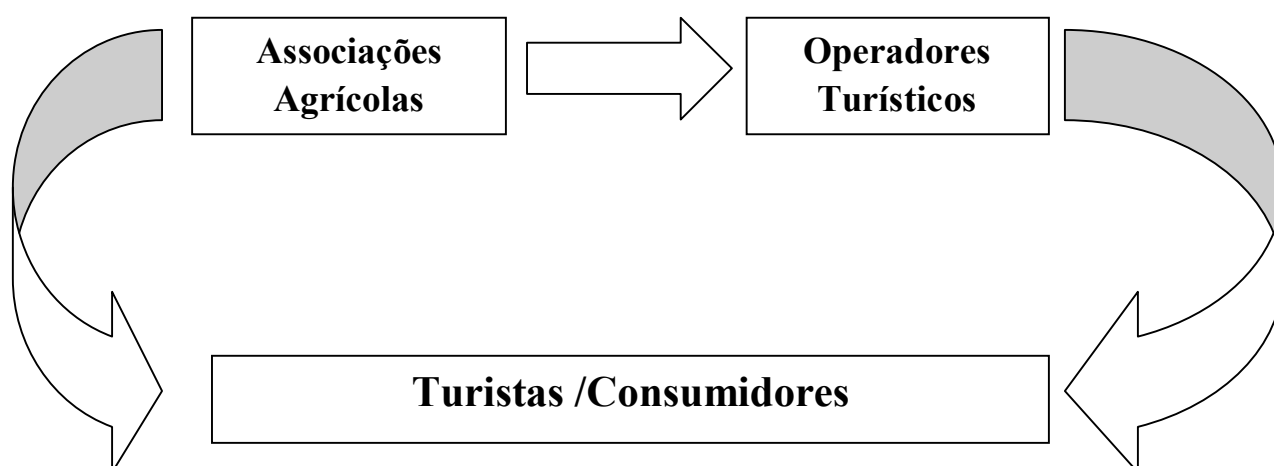 Associações
Agrícolas
Operadores
Turísticos
Turistas /Consumidores